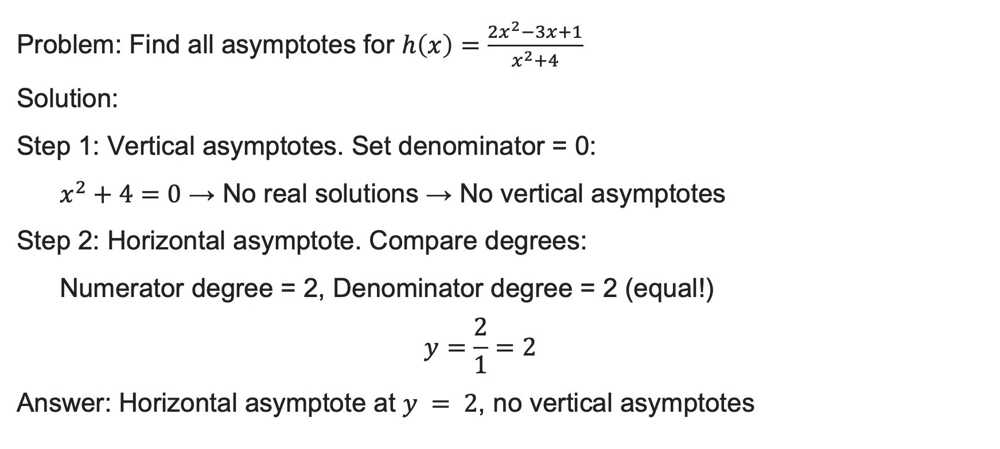 Problem: Find all asymptotes for h(x) = \frac{2x^2-3x+1}{x^2+4}
Solution:
Step 1: Vertical asymptotes. Set denominator = 0:
x^2 + 4 = 0 → No real solutions → No vertical asymptotes
Step 2: Horizontal asymptote. Compare degrees:
Numerator degree = 2, Denominator degree = 2 (equal!)
y = \frac{2}{1} = 2
Answer: Horizontal asymptote at y = 2, no vertical asymptotes